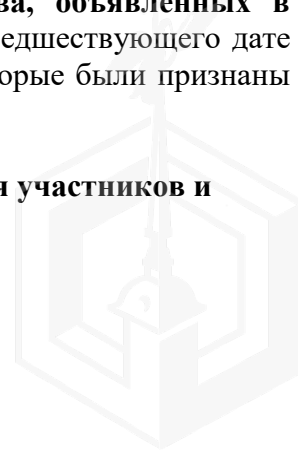 ва, объявленных в
едшествующего дате
орые были признаны
я участников и